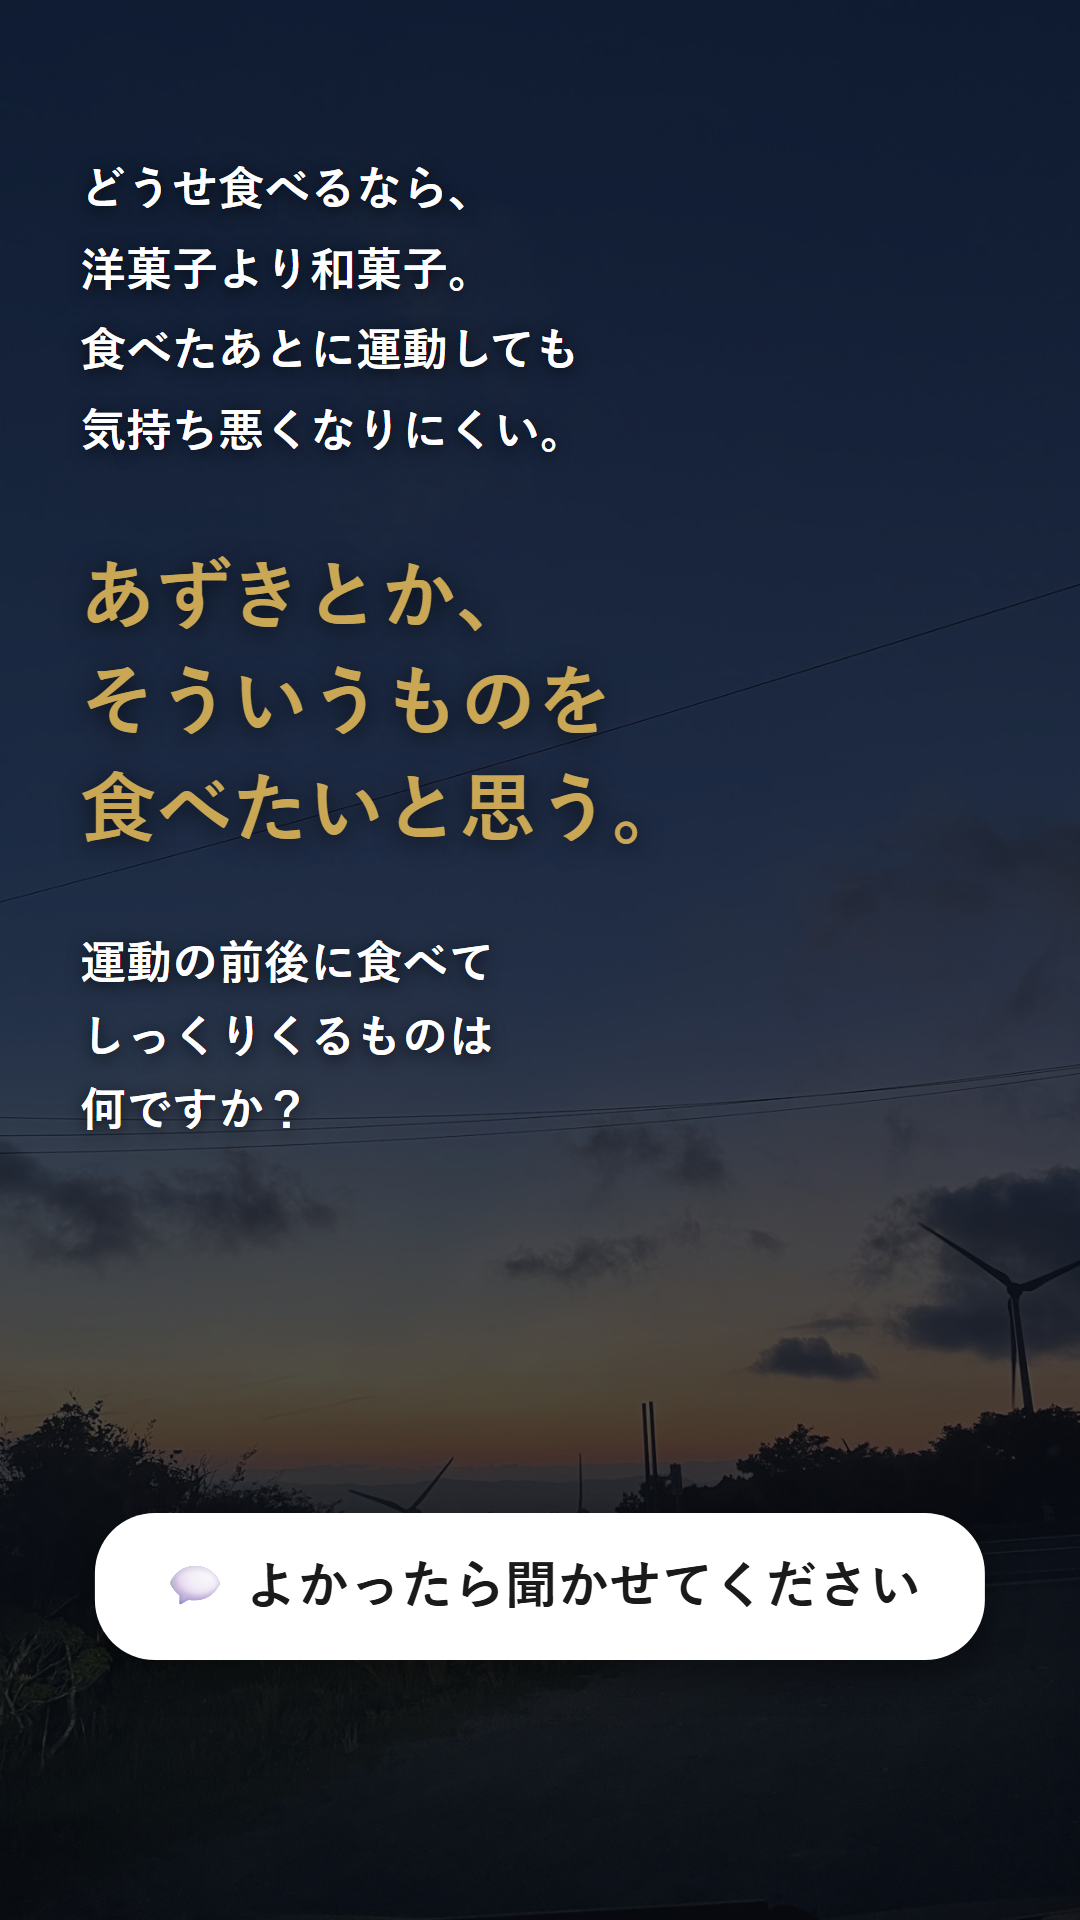 どうせ食べるなら、
洋菓子より和菓子。
食べたあとに運動しても
気持ち悪くなりにくい。
あずきとか、
そういうものを
食べたいと思う。
運動の前後に食べて
しっくりくるものは
何ですか？
よかったら聞かせてください